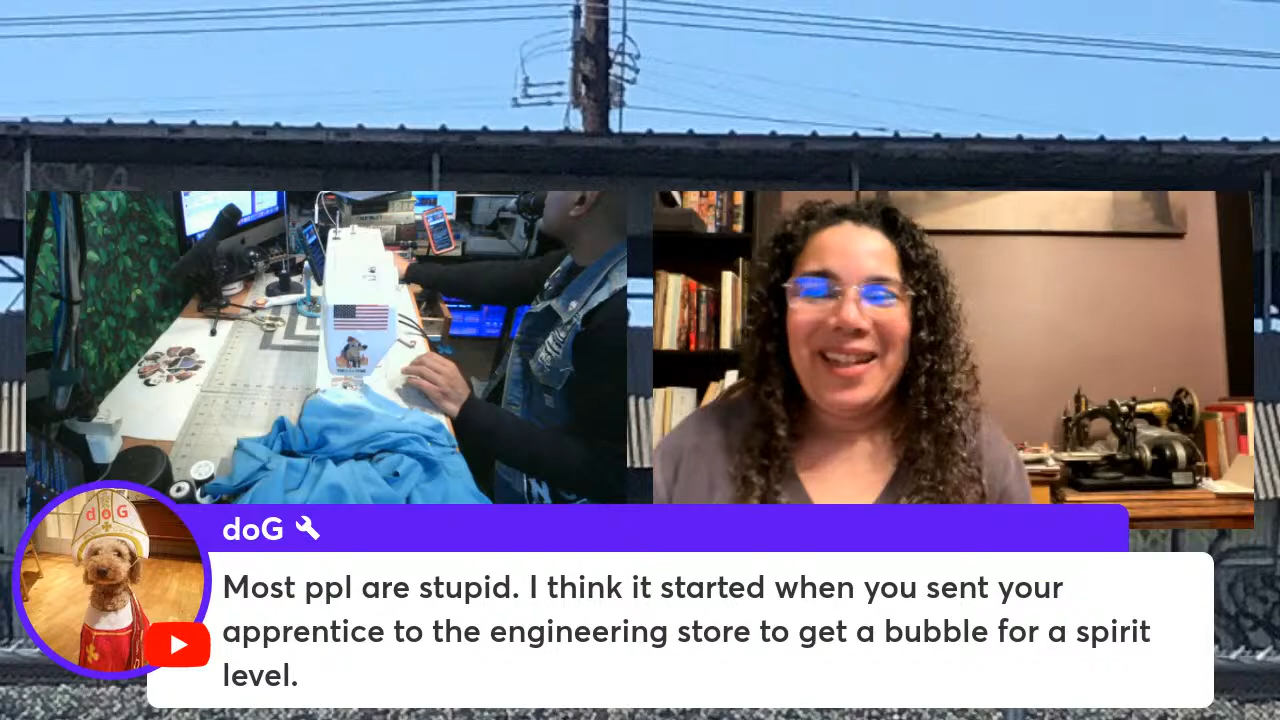 doG
doG
Most ppl are stupid. I think it started when you sent your
apprentice to the engineering store to get a bubble for a spirit
level.